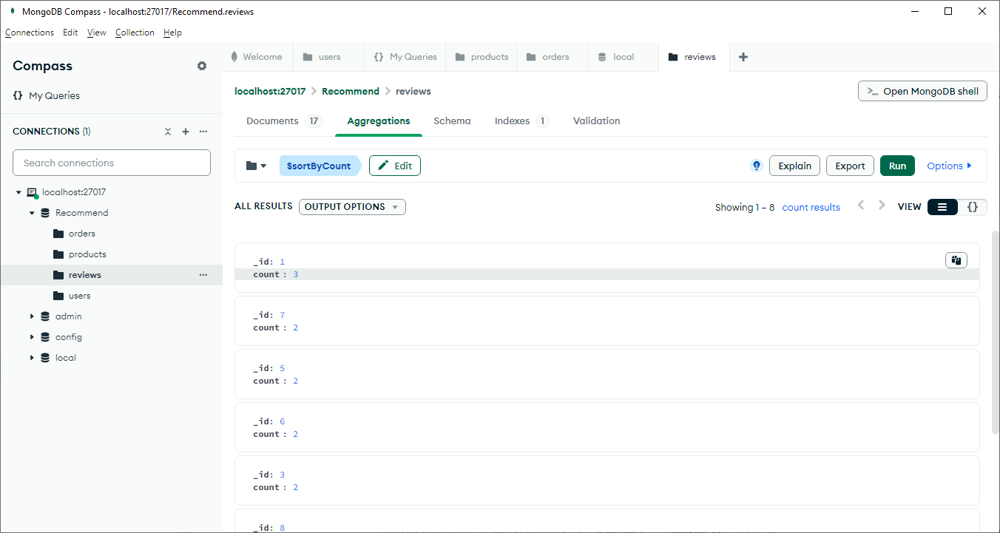 MongoDB Compass - localhost:27017/Recommend.reviews
Connections Edit View Collection Help
Compass
{} My Queries
CONNECTIONS (1)
Search connections
localhost:27017
Recommend
orders
products
reviews
users
admin
config
local
Welcome users {} My Queries products orders local reviews
localhost:27017 > Recommend > reviews
>_ Open MongoDB shell
Documents 17 Aggregations Schema Indexes 1 Validation
$sortByCount Edit Explain Export Run Options
ALL RESULTS OUTPUT OPTIONS Showing 1 – 8 count results VIEW {}
_id: 1
count : 3
_id: 7
count : 2
_id: 5
count : 2
_id: 6
count : 2
_id: 3
count : 2
_id: 8